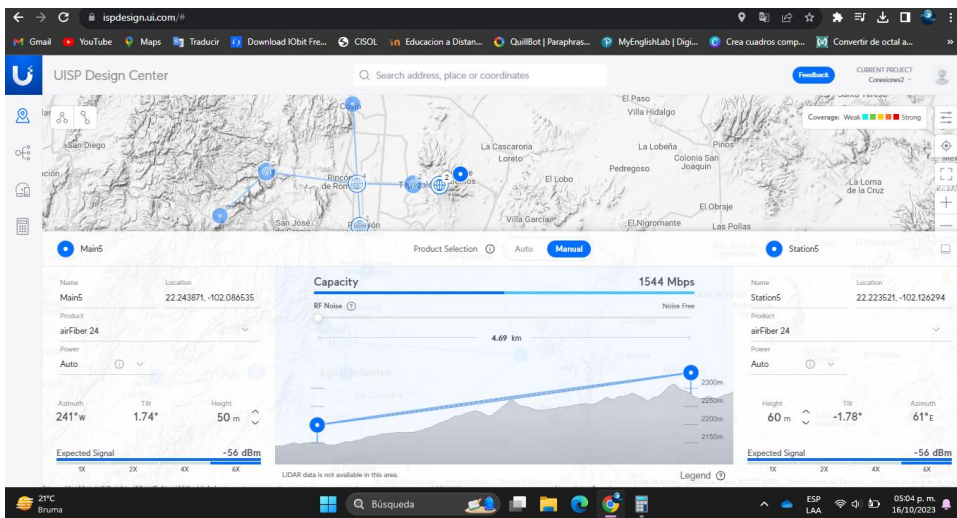 ispdesign.ui.com/#
Gmail YouTube Maps Traducir Download IObit Fre... CISOL Educacion a Distan... QuillBot | Paraphras... MyEnglishLab | Digi... Crea cuadros comp... Convertir de octal a... »
UISP Design Center
Search address, place or coordinates
Feedback
CURRENT PROJECT
Conexiones2
El Paso
Villa Hidalgo
Coverage: Weak Strong
San Diego
La Cascarona
Loreto
La Lobeña
Pinos
Colonia San
Joaquín
Pedregoso
El Lobo
Rincón
de Rom
La Loma
de la Cruz
El Obraje
San José
Villa García
El Nigromante
Las Pollas
Main5
Product Selection
Auto
Manual
Station5
Name
Main5
Location
22.243871, -102.086535
Product
airFiber 24
Power
Auto
Azimuth
241°W
Tilt
1.74°
Height
50 m
Expected Signal
-56 dBm
1X 2X 4X 6X
Capacity
1544 Mbps
RF Noise
Noise Free
4.69 km
Aguascalientes
2300m
2250m
2200m
2150m
LIDAR data is not available in this area.
Legend
Name
Station5
Location
22.223521, -102.126294
Product
airFiber 24
Power
Auto
Height
60 m
Tilt
-1.78°
Azimuth
61°E
Expected Signal
-56 dBm
1X 2X 4X 6X
21°C
Bruma
Búsqueda
ESP
LAA
05:04 p. m.
16/10/2023